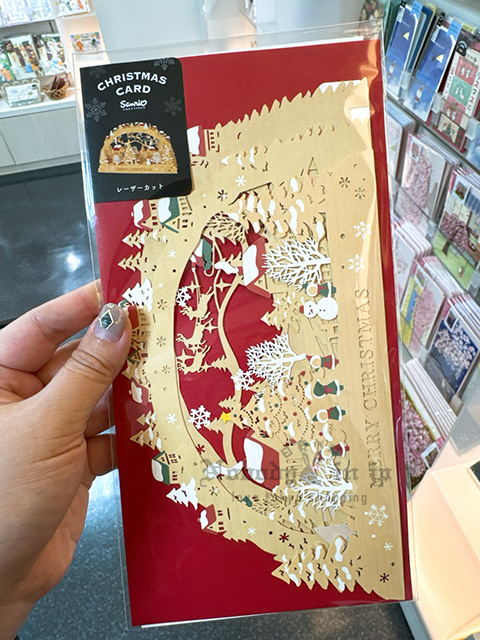 CHRISTMAS
CARD
Sanrio
レーザーカット
MERRY CHRISTMAS